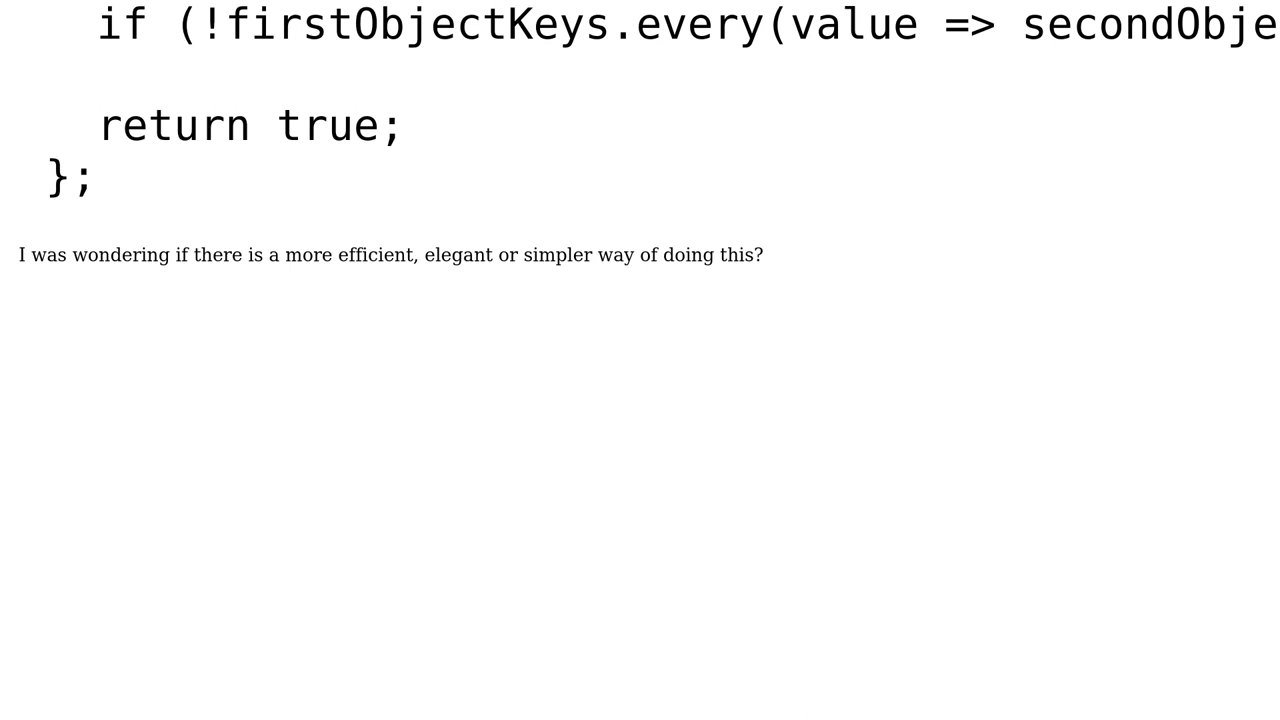 if (!firstObjectKeys.every(value => secondObje
return true;
};
I was wondering if there is a more efficient, elegant or simpler way of doing this?